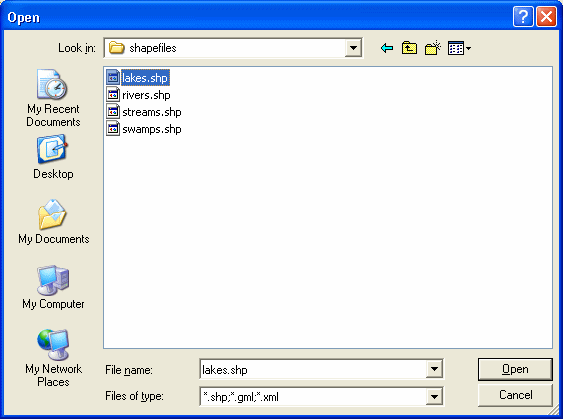 Open
Look in: shapefiles
lakes.shp
rivers.shp
streams.shp
swamps.shp
My Recent
Documents
Desktop
My Documents
My Computer
My Network
Places
File name: lakes.shp
Open
Files of type: *.shp;*.gml;*.xml
Cancel